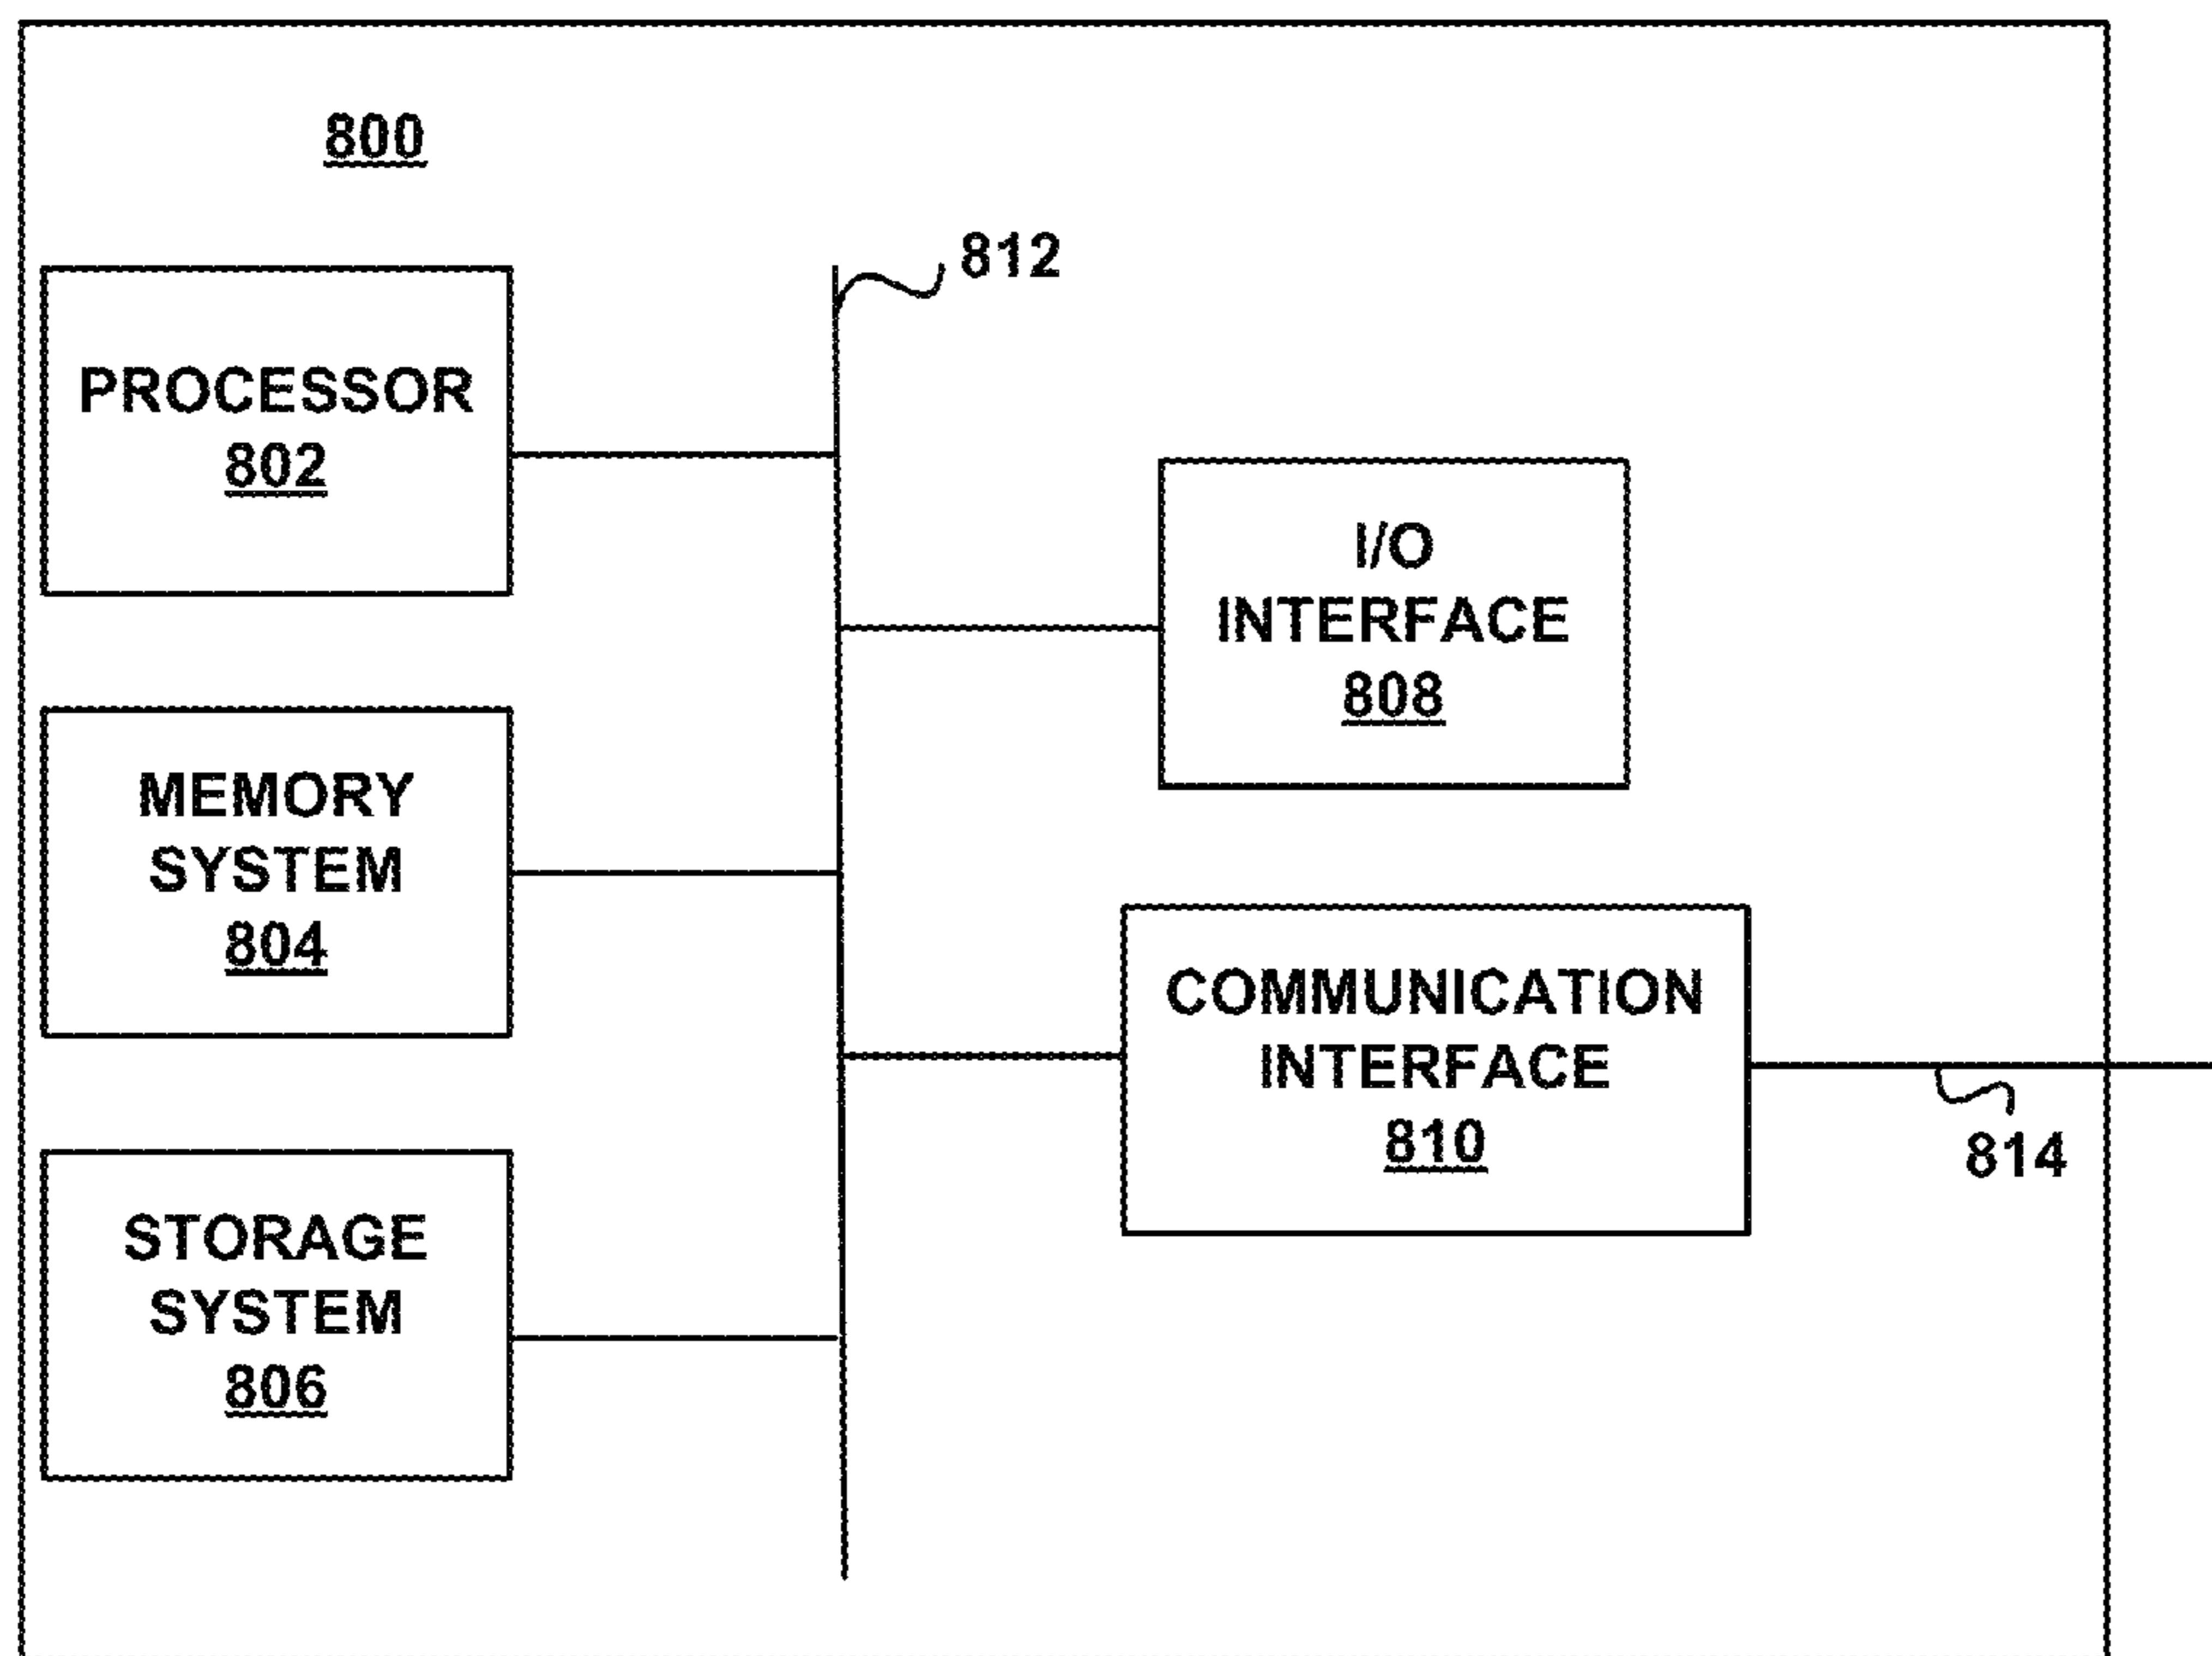 800
812
PROCESSOR
802
I/O
INTERFACE
808
MEMORY
SYSTEM
804
COMMUNICATION
INTERFACE
810
814
STORAGE
SYSTEM
806